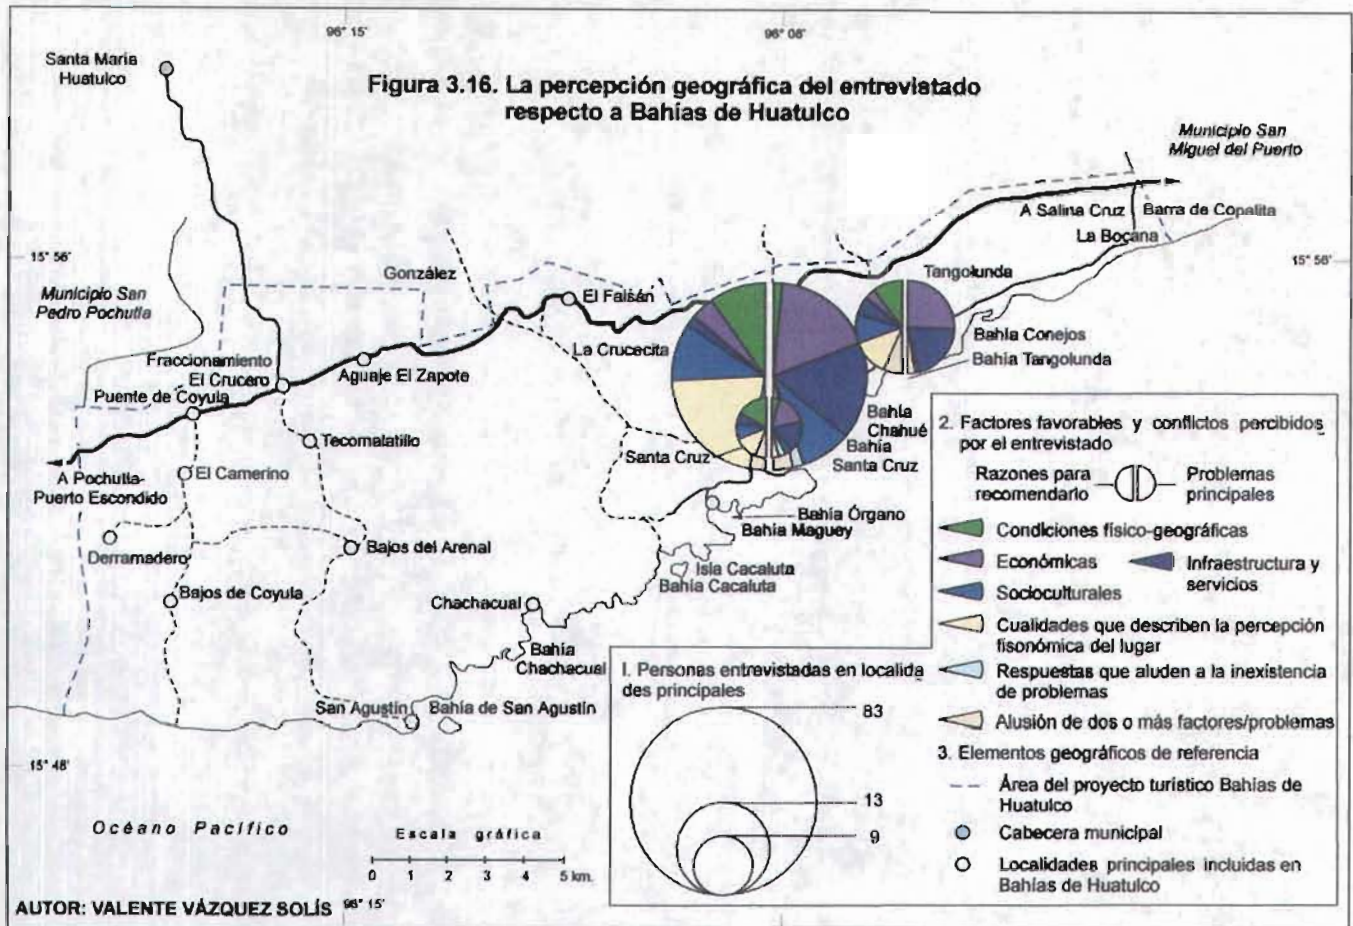 96° 15'
96° 08'
Santa María
Huatulco
Figura 3.16. La percepción geográfica del entrevistado
respecto a Bahías de Huatulco
Municipio San
Miguel del Puerto
A Salina Cruz
Barra de Copalita
La Bocana
15° 56'
15° 56'
González
Tangolunda
Municipio San
Pedro Pochutla
El Faisán
La Crucecita
Bahía Conejos
Bahía Tangolunda
Fraccionamiento
El Crucero
Aguaje El Zapote
Puente de Coyula
Bahía
Chahué
Bahía
Santa Cruz
Tecomalatillo
Santa Cruz
El Camerino
A Pochutla-
Puerto Escondido
Bahía Órgano
Bahía Maguey
Derramadero
Bajos del Arenal
Isla Cacaluta
Bahía Cacaluta
Bajos de Coyula
Chachacual
Bahía
Chachacual
San Agustín
Bahía de San Agustín
15° 48'
Océano Pacífico
Escala gráfica
0 1 2 3 4 5 km.
AUTOR: VALENTE VÁZQUEZ SOLÍS
96° 15'
I. Personas entrevistadas en localida
des principales
83
13
9
2. Factores favorables y conflictos percibidos
por el entrevistado
Razones para
recomendarlo
Problemas
principales
Condiciones físico-geográficas
Económicas
Infraestructura y
servicios
Socioculturales
Cualidades que describen la percepción
fisonómica del lugar
Respuestas que aluden a la inexistencia
de problemas
Alusión de dos o más factores/problemas
3. Elementos geográficos de referencia
Área del proyecto turístico Bahías de
Huatulco
Cabecera municipal
Localidades principales incluidas en
Bahías de Huatulco